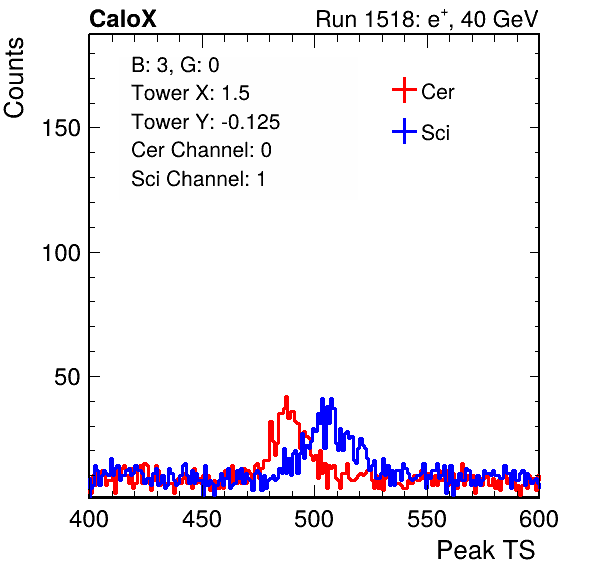 CaloX
Run 1518: e+, 40 GeV
Counts
B: 3, G: 0
Tower X: 1.5
Tower Y: -0.125
Cer Channel: 0
Sci Channel: 1
Cer
Sci
150
100
50
400 450 500 550 600
Peak TS